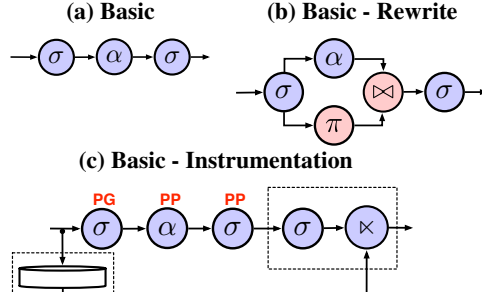 (a) Basic
σ α σ
(b) Basic - Rewrite
α
σ ⋈ σ
π
(c) Basic - Instrumentation
PG PP PP
σ α σ σ ⋉